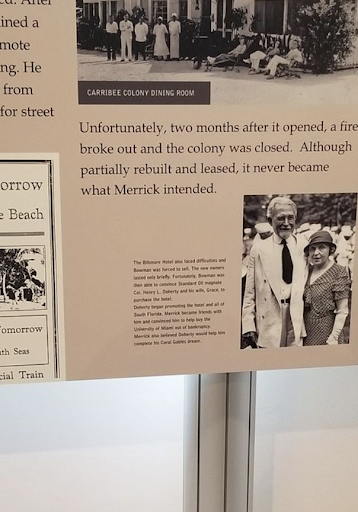 ed. After
ined a
mote
ng. He
from
for street
CARRIBEE COLONY DINING ROOM
Unfortunately, two months after it opened, a fire
broke out and the colony was closed. Although
partially rebuilt and leased, it never became
what Merrick intended.
orrow
e Beach
Tomorrow
uth Seas
cial Train
The Biltmore Hotel also faced difficulties and
Bowman was forced to sell. The new owners
lasted only briefly. Fortunately, Bowman was
then able to convince Standard Oil magnate
Col. Henry L. Doherty and his wife, Grace, to
purchase the hotel.
Doherty began promoting the hotel and all of
South Florida. Merrick became friends with
him and convinced him to help buy the
University of Miami out of bankruptcy.
Merrick also believed Doherty would help him
complete his Coral Gables dream.